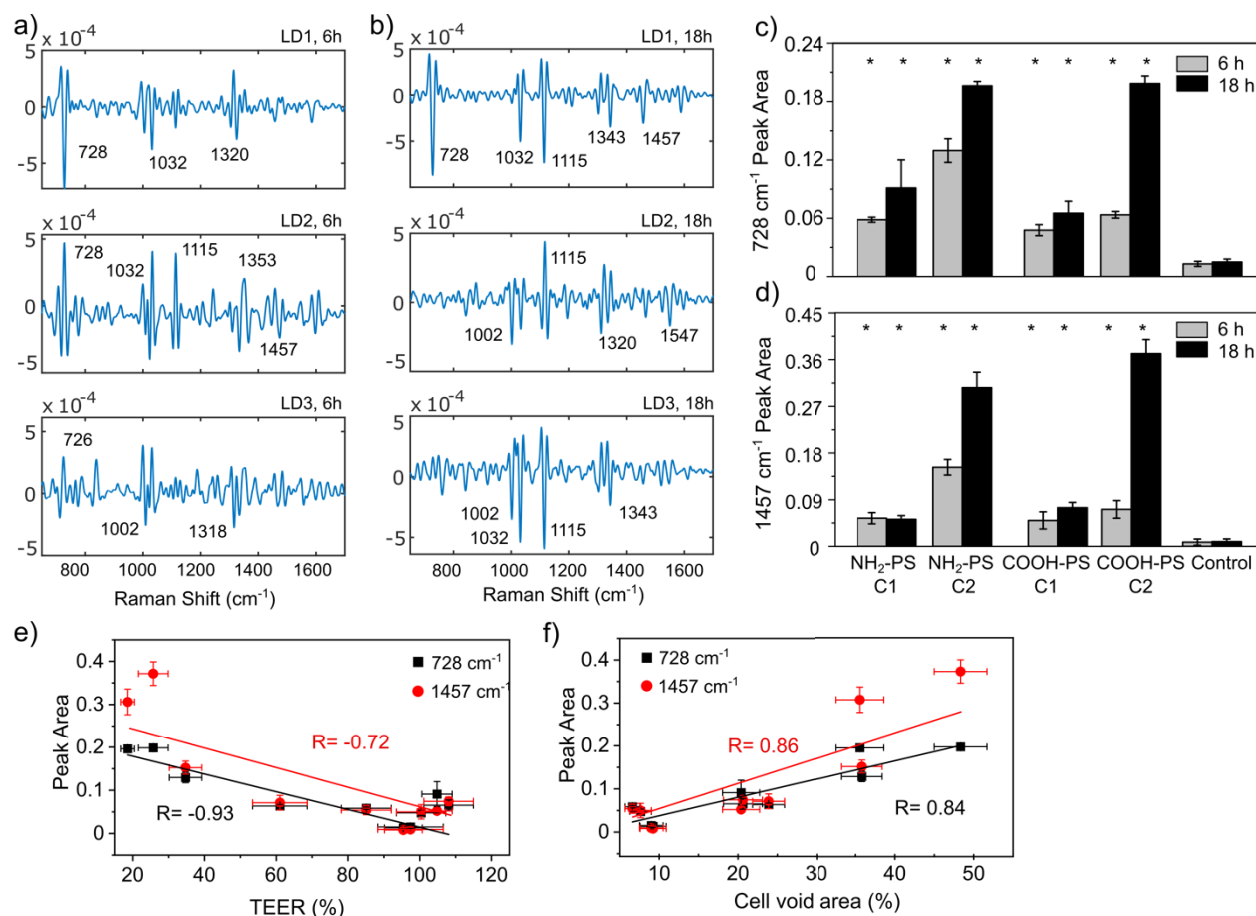 a)
x 10⁻⁴
LD1, 6h
5
0
-5
728
1032
1320
x 10⁻⁴
LD2, 6h
5
0
-5
728
1032
1115
1353
1457
x 10⁻⁴
LD3, 6h
5
0
-5
726
1002
1318
800 1000 1200 1400 1600
Raman Shift (cm⁻¹)
b)
x 10⁻⁴
LD1, 18h
5
0
-5
728
1032
1115
1343
1457
x 10⁻⁴
LD2, 18h
5
0
-5
1115
1002
1320
1547
x 10⁻⁴
LD3, 18h
5
0
-5
1002
1032
1115
1343
800 1000 1200 1400 1600
Raman Shift (cm⁻¹)
c)
728 cm⁻¹ Peak Area
0.24
0.18
0.12
0.06
0
* * * * * * * *
6 h
18 h
d)
1457 cm⁻¹ Peak Area
0.45
0.36
0.27
0.18
0.09
0
* * * * * * * *
6 h
18 h
NH₂-PS NH₂-PS COOH-PS COOH-PS Control
C1 C2 C1 C2
e)
Peak Area
0.4
0.3
0.2
0.1
0
728 cm⁻¹
1457 cm⁻¹
R= -0.72
R= -0.93
20 40 60 80 100 120
TEER (%)
f)
Peak Area
0.4
0.3
0.2
0.1
0
728 cm⁻¹
1457 cm⁻¹
R= 0.86
R= 0.84
10 20 30 40 50
Cell void area (%)